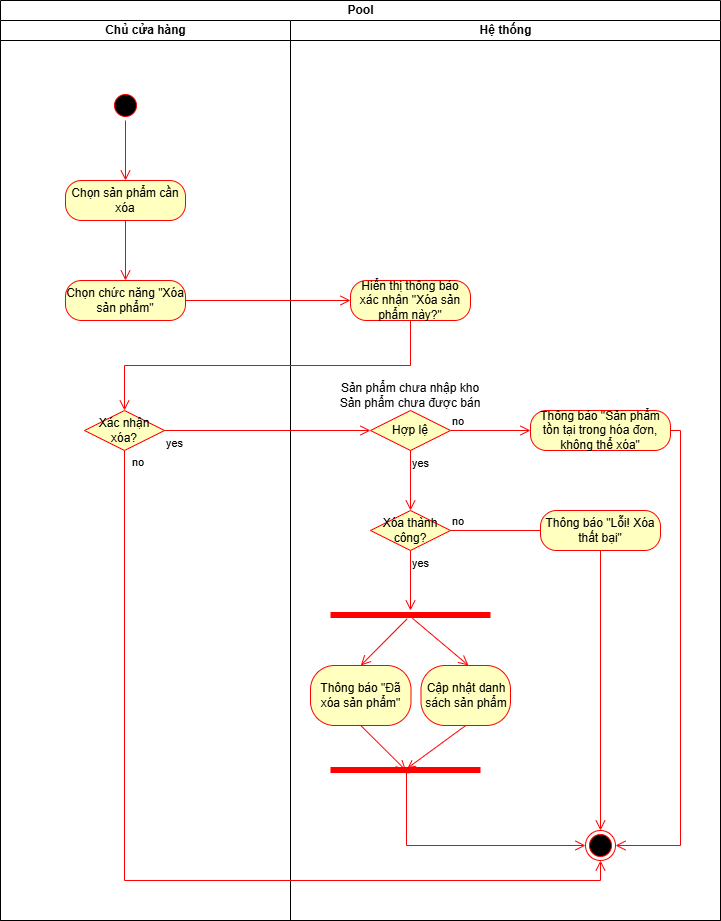 Pool
Chủ cửa hàng
Hệ thống
Chọn sản phẩm cần
xóa
Chọn chức năng "Xóa
sản phẩm"
Hiển thị thông báo
xác nhận "Xóa sản
phẩm này?"
Sản phẩm chưa nhập kho
Sản phẩm chưa được bán
Xác nhận
xóa?
yes
no
Hợp lệ
no
yes
Thông báo "Sản phẩm
tồn tại trong hóa đơn,
không thể xóa"
Xóa thành
công?
no
yes
Thông báo "Lỗi! Xóa
thất bại"
Thông báo "Đã
xóa sản phẩm"
Cập nhật danh
sách sản phẩm